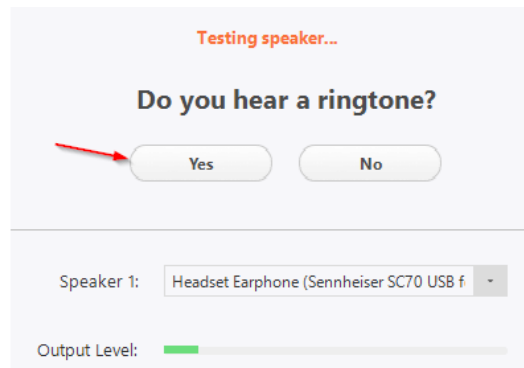 Testing speaker...
Do you hear a ringtone?
Yes No
Speaker 1: Headset Earphone (Sennheiser SC70 USB f
Output Level: